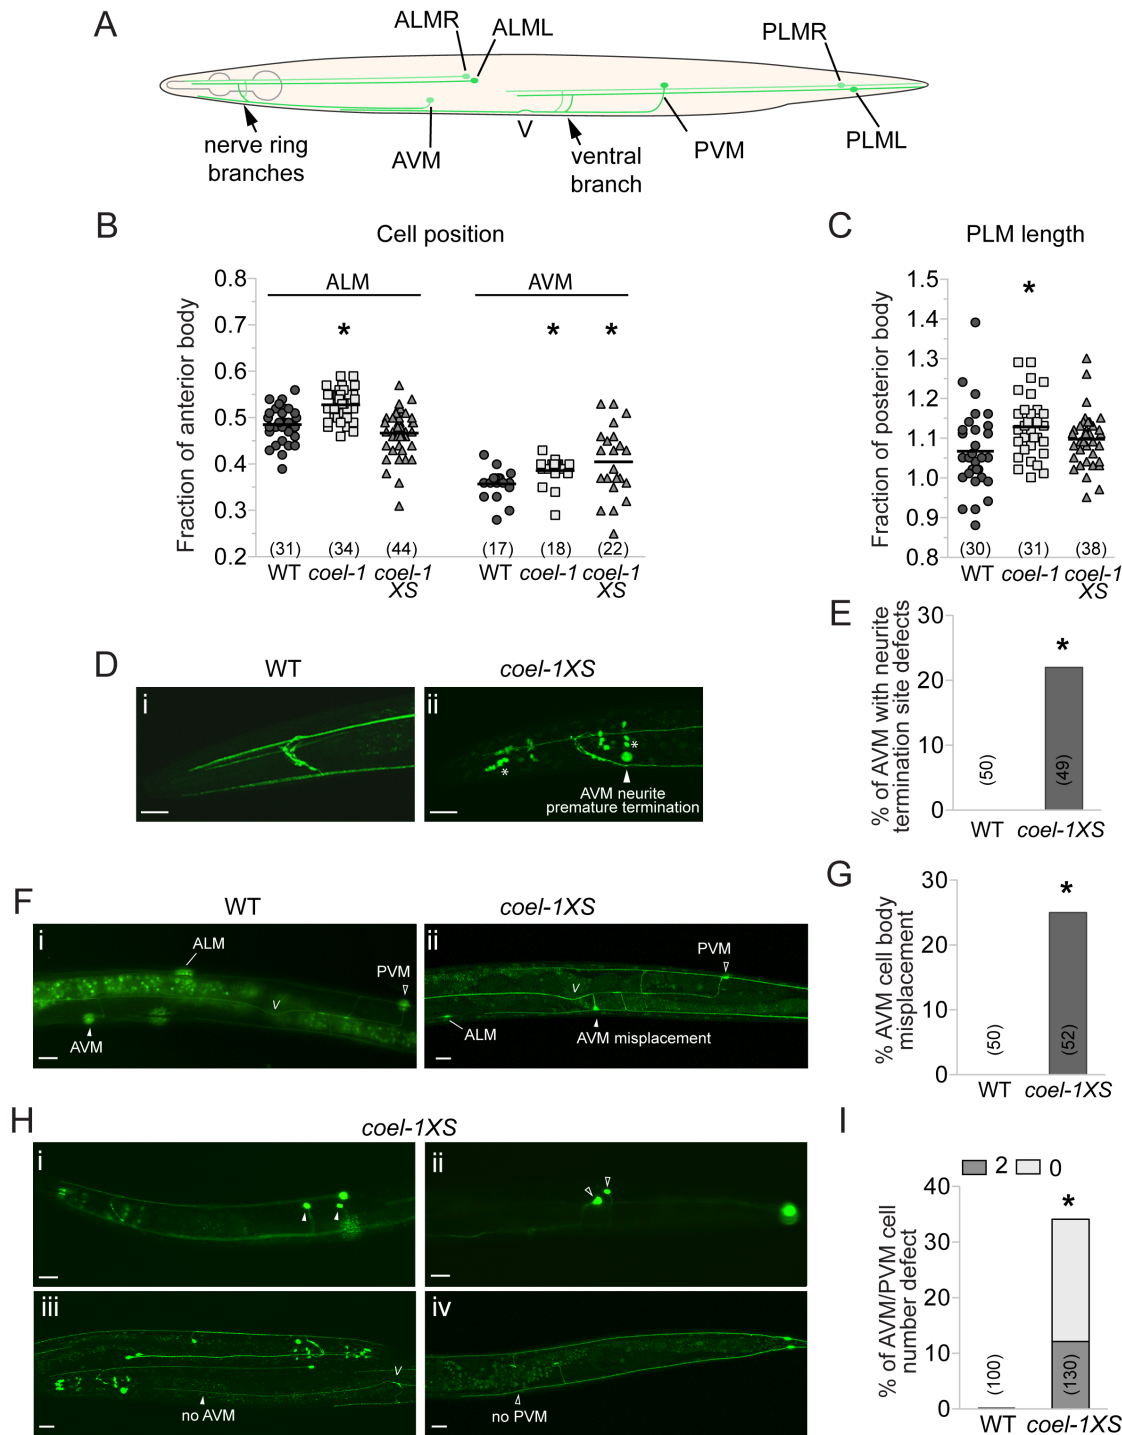 A
ALMR
ALML
PLMR
nerve ring
branches
AVM
V
ventral
branch
PVM
PLML
B
Cell position
ALM
AVM
Fraction of anterior body
0.8
0.7
0.6
0.5
0.4
0.3
0.2
*
*
*
(31)
(34)
(44)
(17)
(18)
(22)
WT
coel-1
coel-1
XS
WT
coel-1
coel-1
XS
C
PLM length
Fraction of posterior body
1.5
1.4
1.3
1.2
1.1
1.0
0.9
0.8
*
(30)
(31)
(38)
WT
coel-1
coel-1
XS
D
WT
coel-1XS
i
ii
*
*
AVM neurite
premature termination
E
% of AVM with neurite
termination site defects
30
20
10
0
*
(50)
(49)
WT
coel-1XS
F
WT
coel-1XS
i
ALM
PVM
V
AVM
ii
PVM
V
ALM
AVM misplacement
G
% AVM cell body
misplacement
30
20
10
0
*
(50)
(52)
WT
coel-1XS
H
coel-1XS
i
ii
iii
V
no AVM
iv
no PVM
I
2
0
% of AVM/PVM cell
number defect
40
30
20
10
0
*
(100)
(130)
WT
coel-1XS